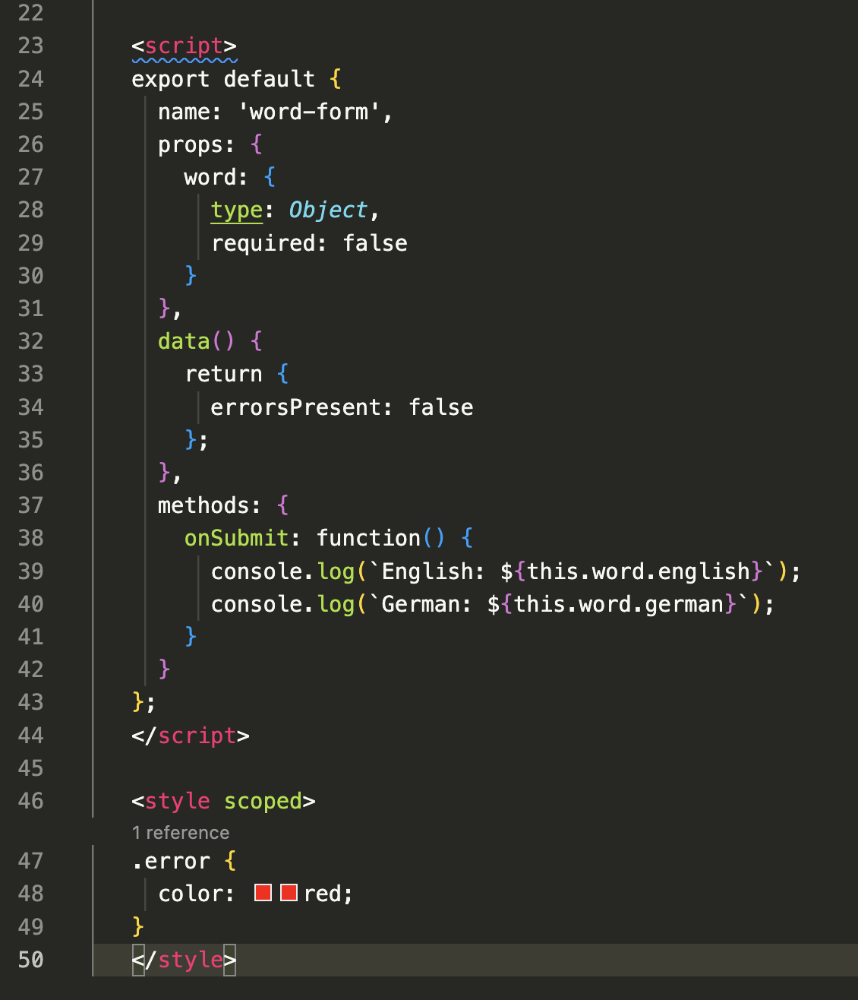 22
23 <script>
24 export default {
25   name: 'word-form',
26   props: {
27     word: {
28       type: Object,
29       required: false
30     }
31   },
32   data() {
33     return {
34       errorsPresent: false
35     };
36   },
37   methods: {
38     onSubmit: function() {
39       console.log(`English: ${this.word.english}`);
40       console.log(`German: ${this.word.german}`);
41     }
42   }
43 };
44 </script>
45
46 <style scoped>
1 reference
47 .error {
48   color: red;
49 }
50 </style>